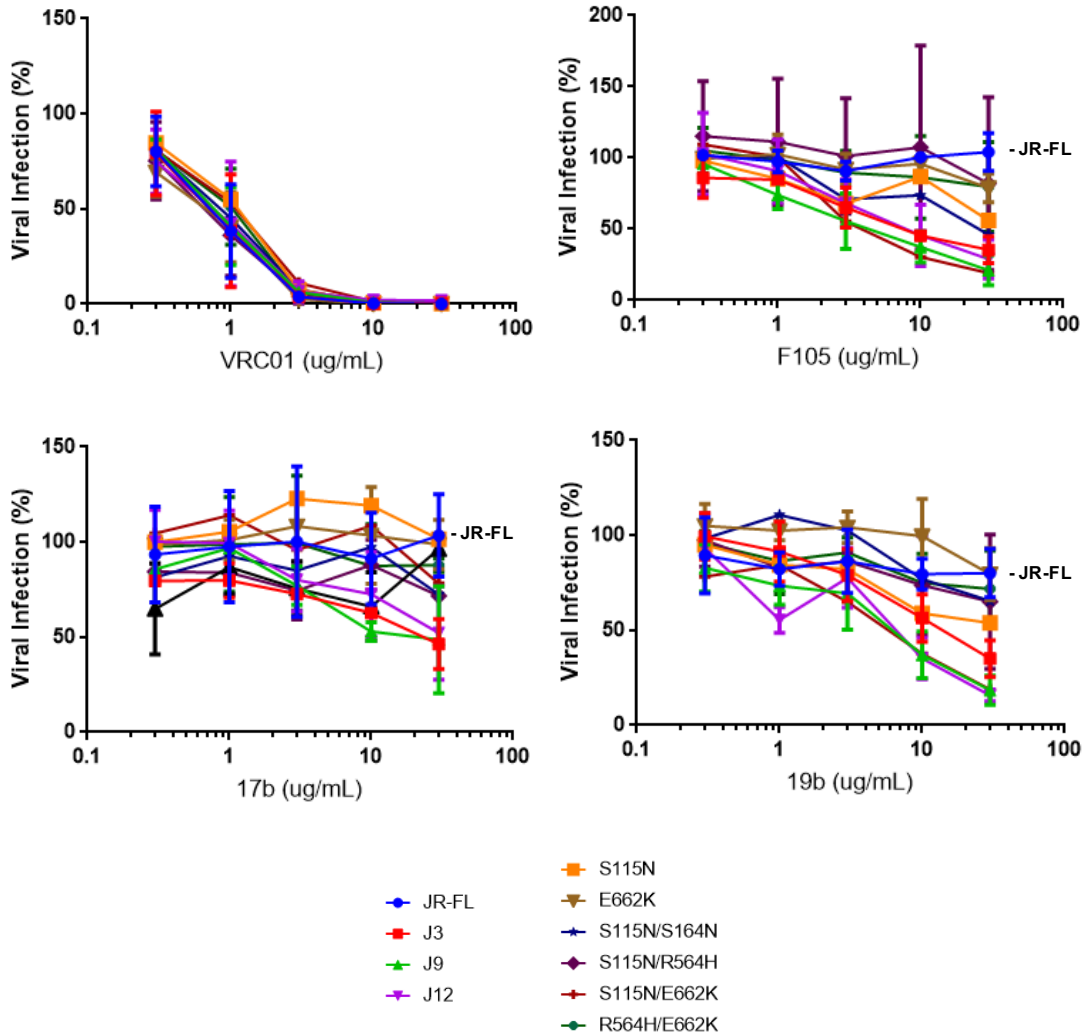 150
100
50
0
Viral Infection (%)
0.1 1 10 100
VRC01 (ug/mL)
200
150
100
50
0
Viral Infection (%)
- JR-FL
0.1 1 10 100
F105 (ug/mL)
150
100
50
0
Viral Infection (%)
- JR-FL
0.1 1 10 100
17b (ug/mL)
150
100
50
0
Viral Infection (%)
- JR-FL
0.1 1 10 100
19b (ug/mL)
JR-FL
J3
J9
J12
S115N
E662K
S115N/S164N
S115N/R564H
S115N/E662K
R564H/E662K